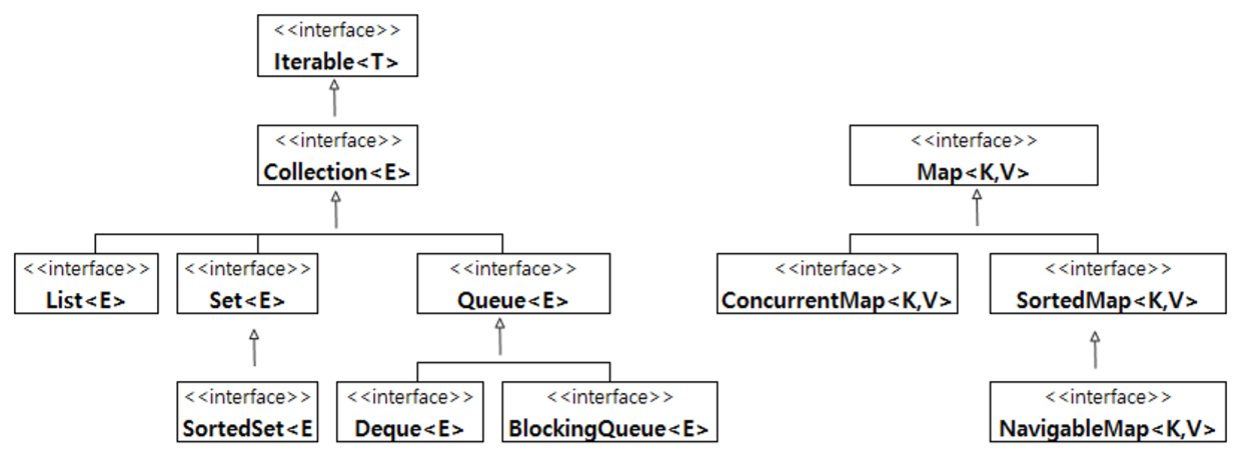 <<interface>>
Iterable<T>
<<interface>>
Collection<E>
<<interface>>
List<E>
<<interface>>
Set<E>
<<interface>>
Queue<E>
<<interface>>
SortedSet<E
<<interface>>
Deque<E>
<<interface>>
BlockingQueue<E>
<<interface>>
Map<K,V>
<<interface>>
ConcurrentMap<K,V>
<<interface>>
SortedMap<K,V>
<<interface>>
NavigableMap<K,V>